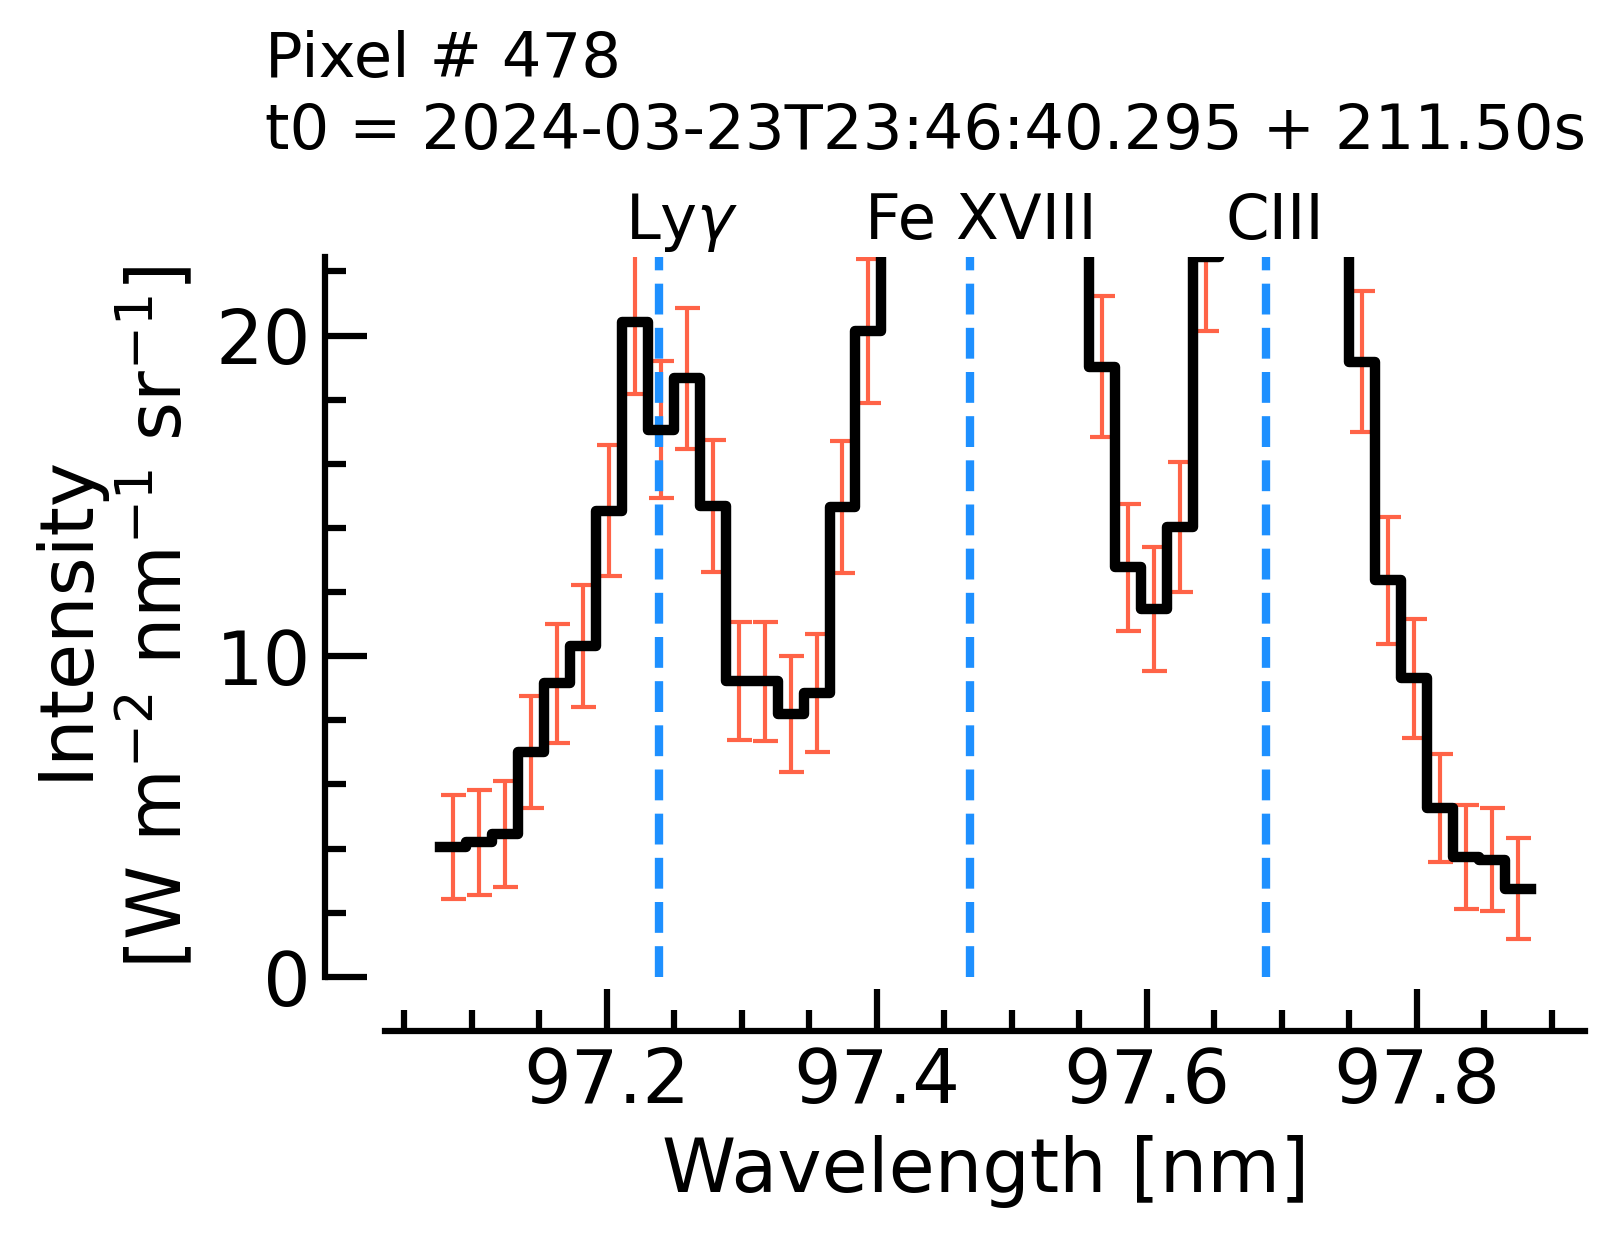 Pixel # 478
t0 = 2024-03-23T23:46:40.295 + 211.50s
Lyγ Fe XVIII CIII
Intensity
[W m⁻² nm⁻¹ sr⁻¹]
20
10
0
97.2 97.4 97.6 97.8
Wavelength [nm]